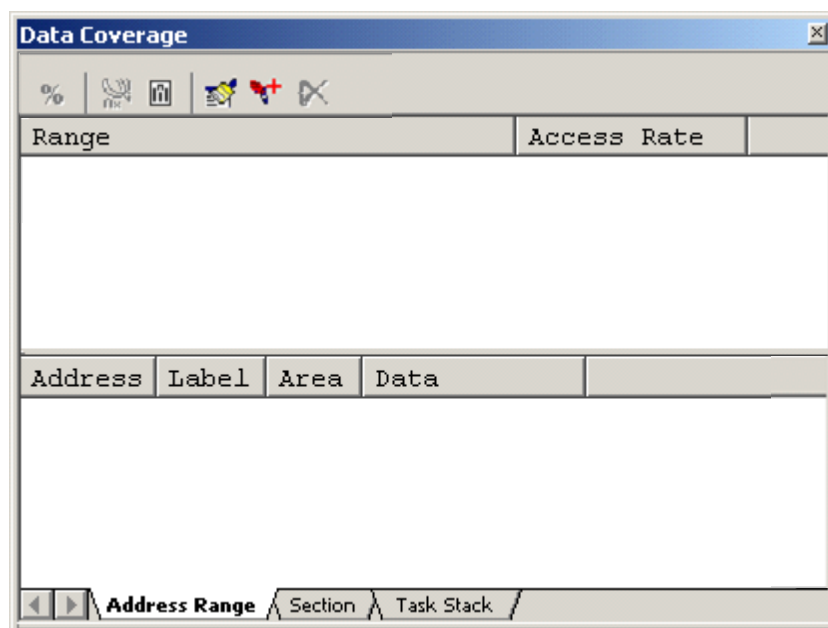 Data Coverage
%
Range Access Rate
Address Label Area Data
Address Range Section Task Stack